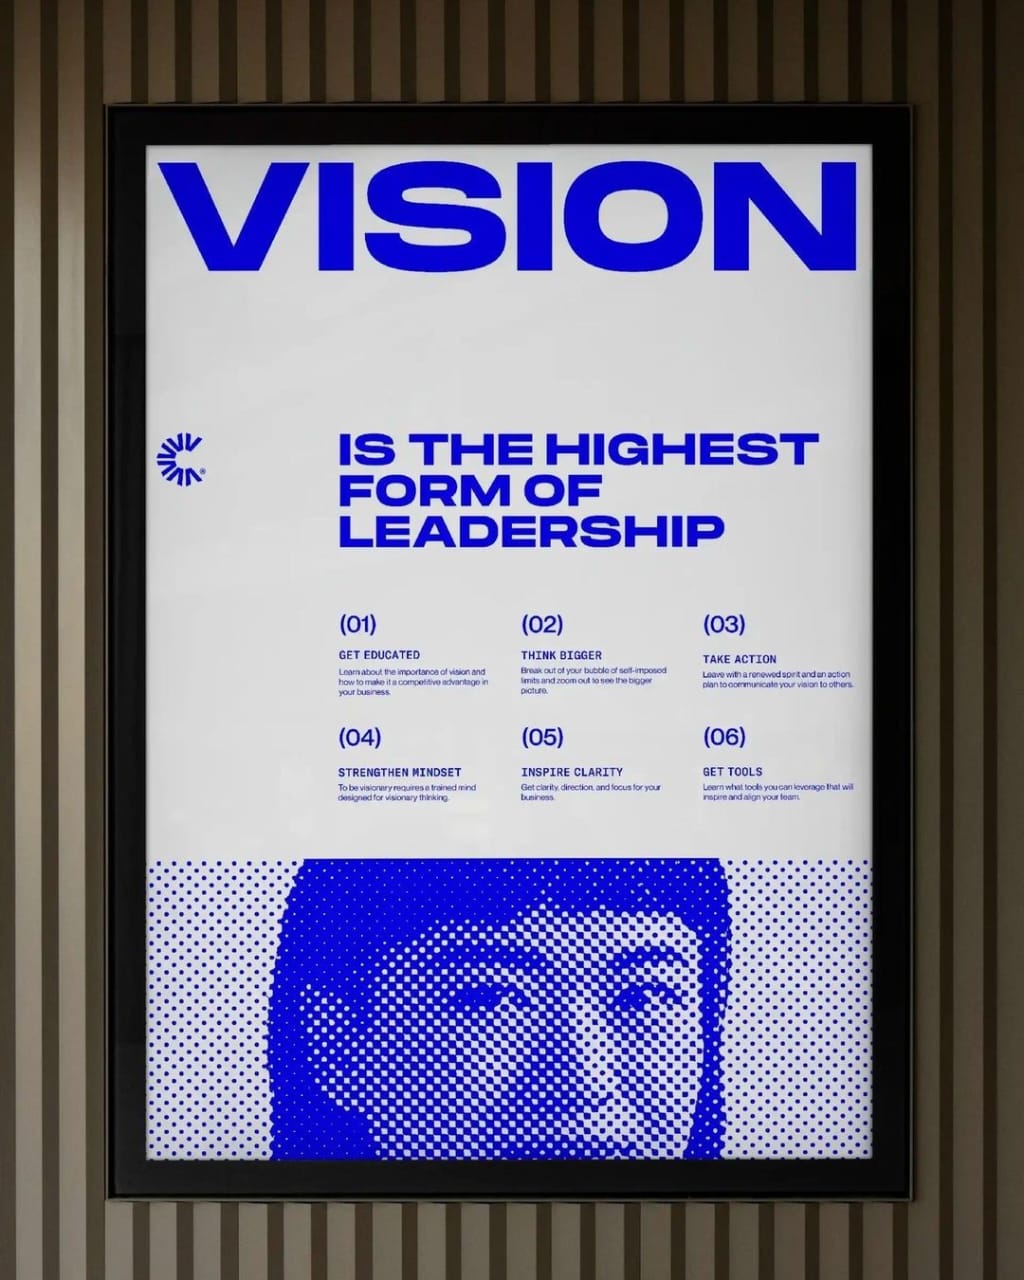 VISION
IS THE HIGHEST
FORM OF
LEADERSHIP
(01)
GET EDUCATED
Learn about the importance of vision and
how to make it a competitive advantage in
your business.
(02)
THINK BIGGER
Break out of your bubble of self-imposed
limits and zoom out to see the bigger
picture.
(03)
TAKE ACTION
Leave with a renewed spirit and an action
plan to communicate your vision to others.
(04)
STRENGTHEN MINDSET
To be visionary requires a trained mind
designed for visionary thinking.
(05)
INSPIRE CLARITY
Get clarity, direction, and focus for your
business.
(06)
GET TOOLS
Learn what tools you can leverage that will
inspire and align your team.